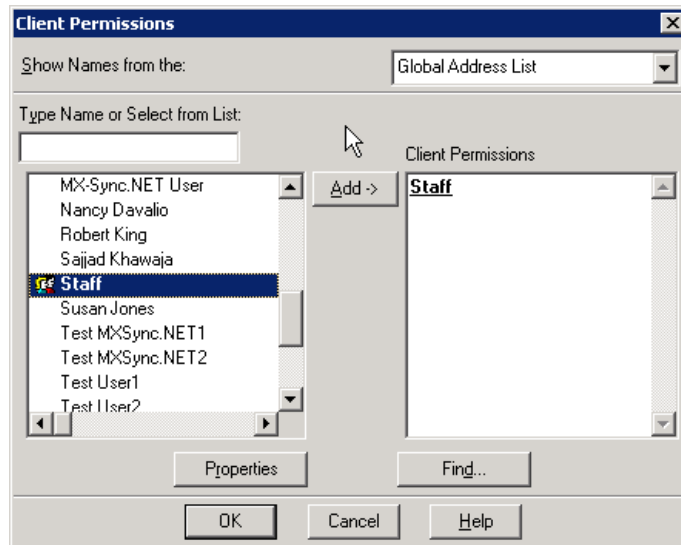 Client Permissions
Show Names from the:
Global Address List
Type Name or Select from List:
Client Permissions
MX-Sync.NET User
Nancy Davalio
Robert King
Sajjad Khawaja
Staff
Susan Jones
Test MXSync.NET1
Test MXSync.NET2
Test User1
Test User2
Add ->
Staff
Properties
Find...
OK
Cancel
Help